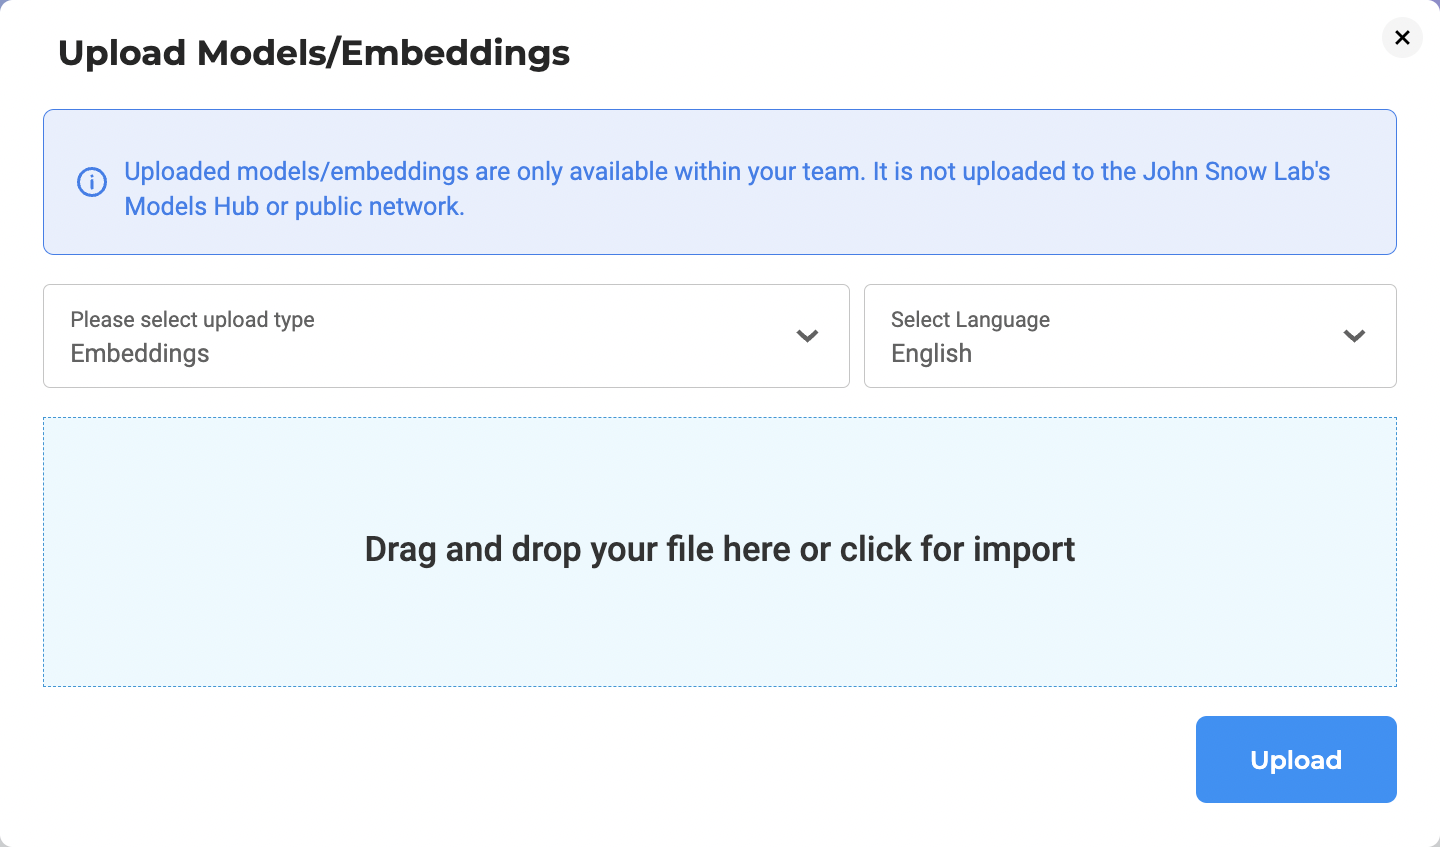 Upload Models/Embeddings
Uploaded models/embeddings are only available within your team. It is not uploaded to the John Snow Lab's
Models Hub or public network.
Please select upload type
Embeddings
Select Language
English
Drag and drop your file here or click for import
Upload